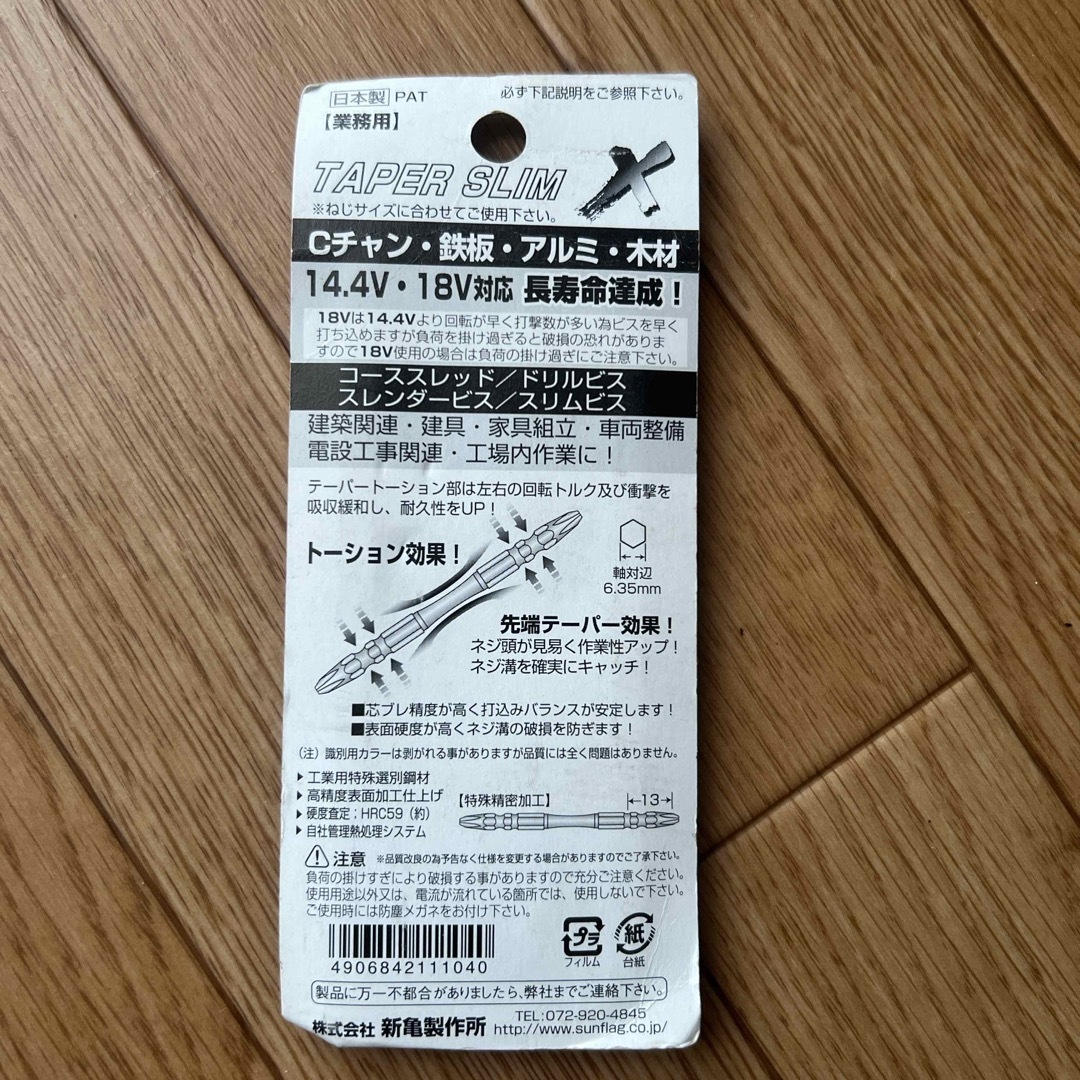 日本製 PAT 必ず下記説明をご参照下さい。
【業務用】
TAPER SLIM X
※ねじサイズに合わせてご使用下さい。
Cチャン・鉄板・アルミ・木材
14.4V・18V対応 長寿命達成！
18Vは14.4Vより回転が早く打撃数が多い為ビスを早く
打ち込めますが負荷を掛け過ぎると破損の恐れがありま
すので18V使用の場合は負荷の掛け過ぎにご注意下さい。
コーススレッド／ドリルビス
スレンダービス／スリムビス
建築関連・建具・家具組立・車両整備
電設工事関連・工場内作業に！
テーパートーション部は左右の回転トルク及び衝撃を
吸収緩和し、耐久性をUP！
トーション効果！
軸対辺
6.35mm
先端テーパー効果！
ネジ頭が見易く作業性アップ！
ネジ溝を確実にキャッチ！
■芯ブレ精度が高く打込みバランスが安定します！
■表面硬度が高くネジ溝の破損を防ぎます！
（注）識別用カラーは剥がれる事がありますが品質には全く問題はありません。
▶工業用特殊選別鋼材
▶高精度表面加工仕上げ
▶硬度査定：HRC59（約）
▶自社管理熱処理システム
【特殊精密加工】
13
注意 ※品質改良の為予告なく仕様を変更する場合がありますのでご了承下さい。
負荷の掛けすぎにより破損する事がありますので充分ご注意ください。
使用用途以外又は、電流が流れている箇所では、使用しないで下さい。
ご使用時には防塵メガネをお付け下さい。
プラ
フィルム
紙
台紙
4906842111040
製品に万一不都合がありましたら、弊社までご連絡下さい。
TEL:072-920-4845
株式会社 新亀製作所 http://www.sunflag.co.jp/